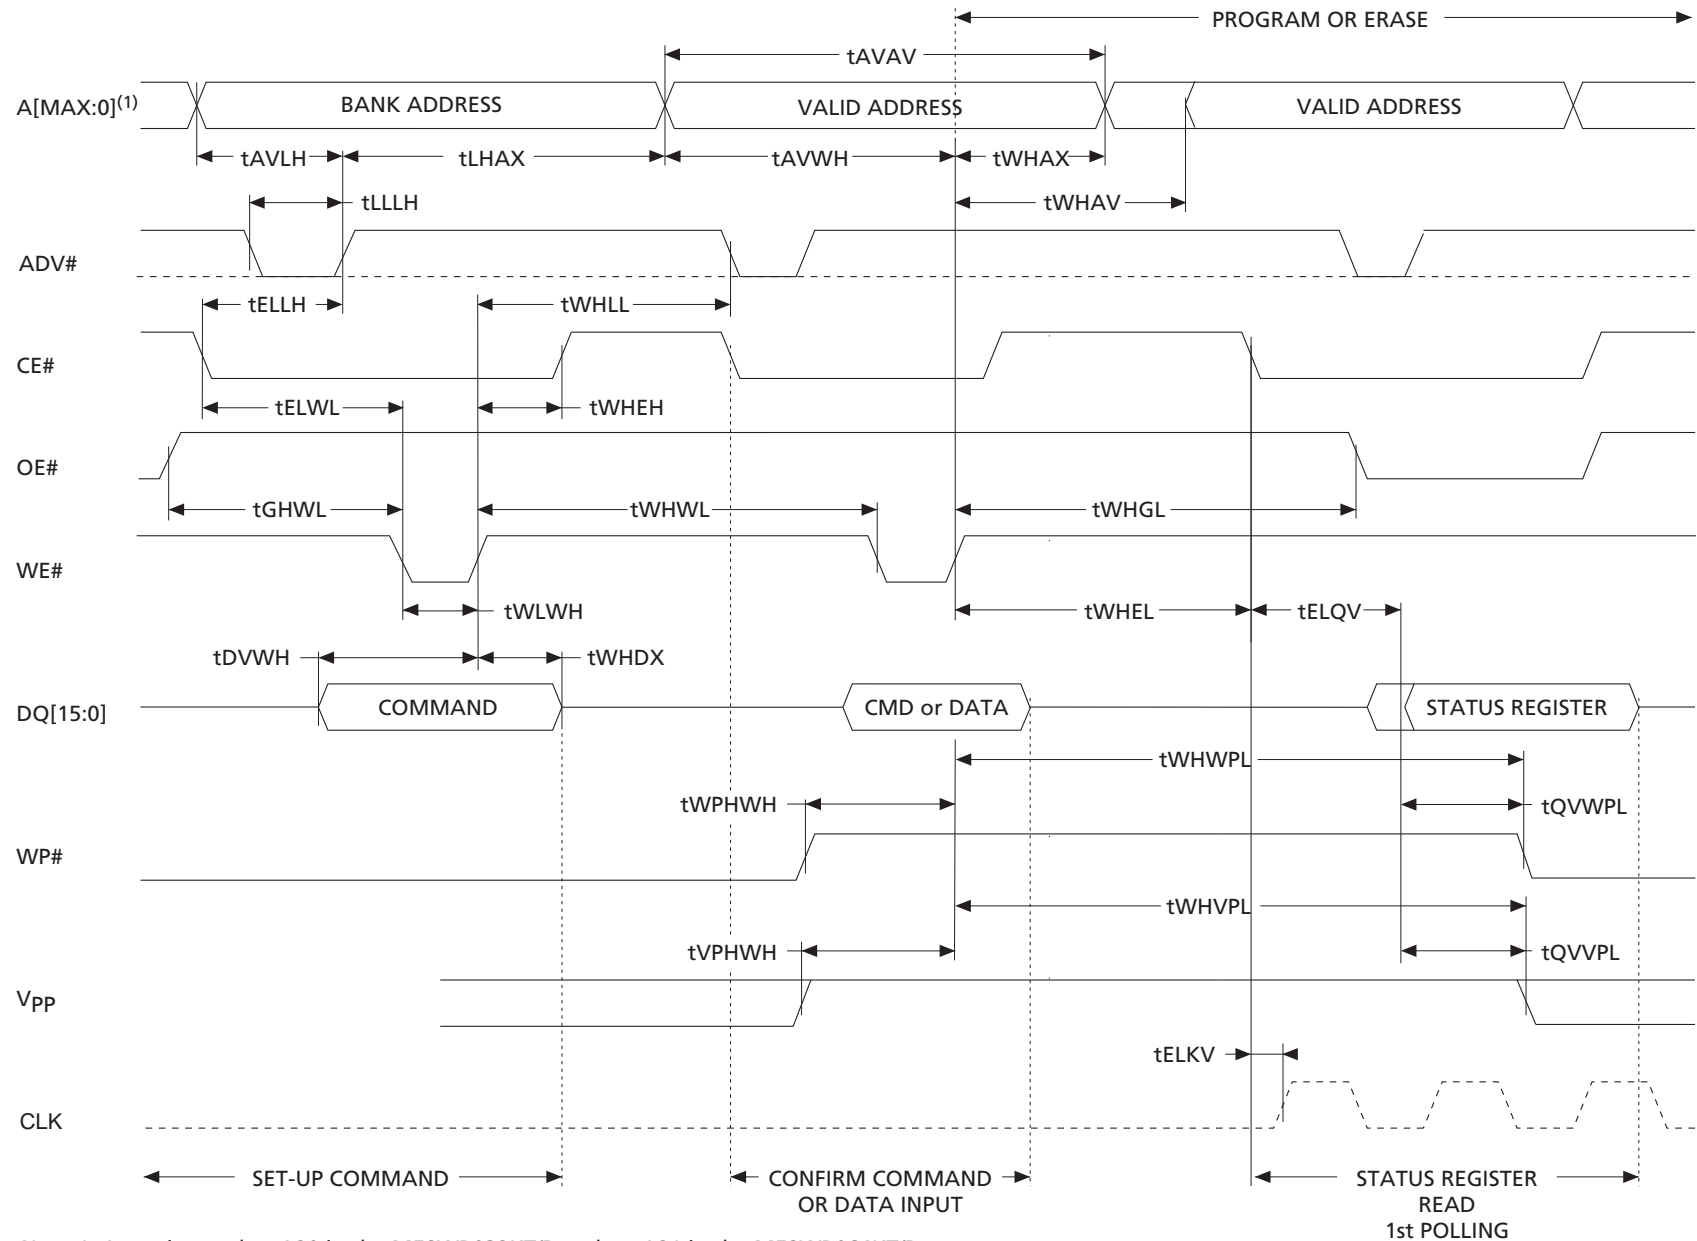 PROGRAM OR ERASE
tAVAV
A[MAX:0](1)
BANK ADDRESS
VALID ADDRESS
VALID ADDRESS
tAVLH
tLHAX
tAVWH
tWHAX
tLLLH
tWHAV
ADV#
tELLH
tWHLL
CE#
tELWL
tWHEH
OE#
tGHWL
tWHWL
tWHGL
WE#
tWLWH
tWHEL
tELQV
tDVWH
tWHDX
DQ[15:0]
COMMAND
CMD or DATA
STATUS REGISTER
tWHWPL
tWPHWH
tQVWPL
WP#
tWHVPL
tVPHWH
tQVVPL
VPP
tELKV
CLK
SET-UP COMMAND
CONFIRM COMMAND
OR DATA INPUT
STATUS REGISTER
READ
1st POLLING